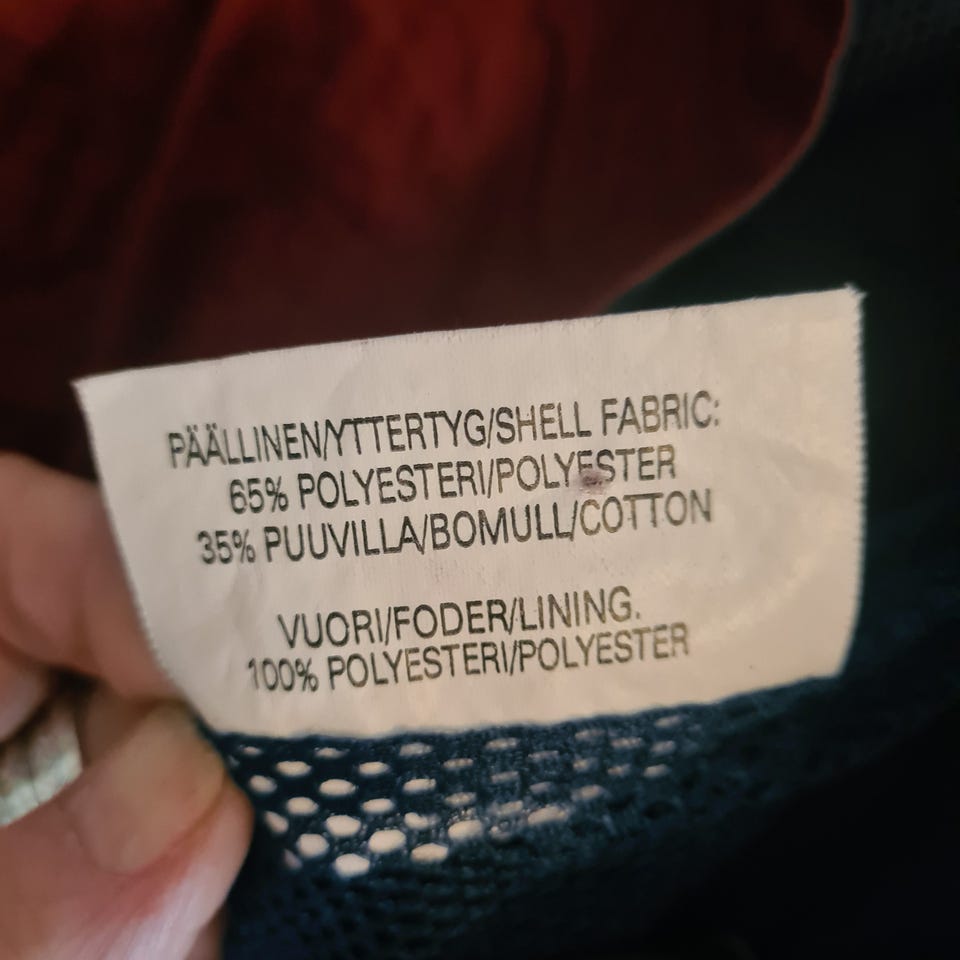 PÄÄLLINEN/YTTERTYG/SHELL FABRIC:
65% POLYESTERI/POLYESTER
35% PUUVILLA/BOMULL/COTTON
VUORI/FODER/LINING.
100% POLYESTERI/POLYESTER